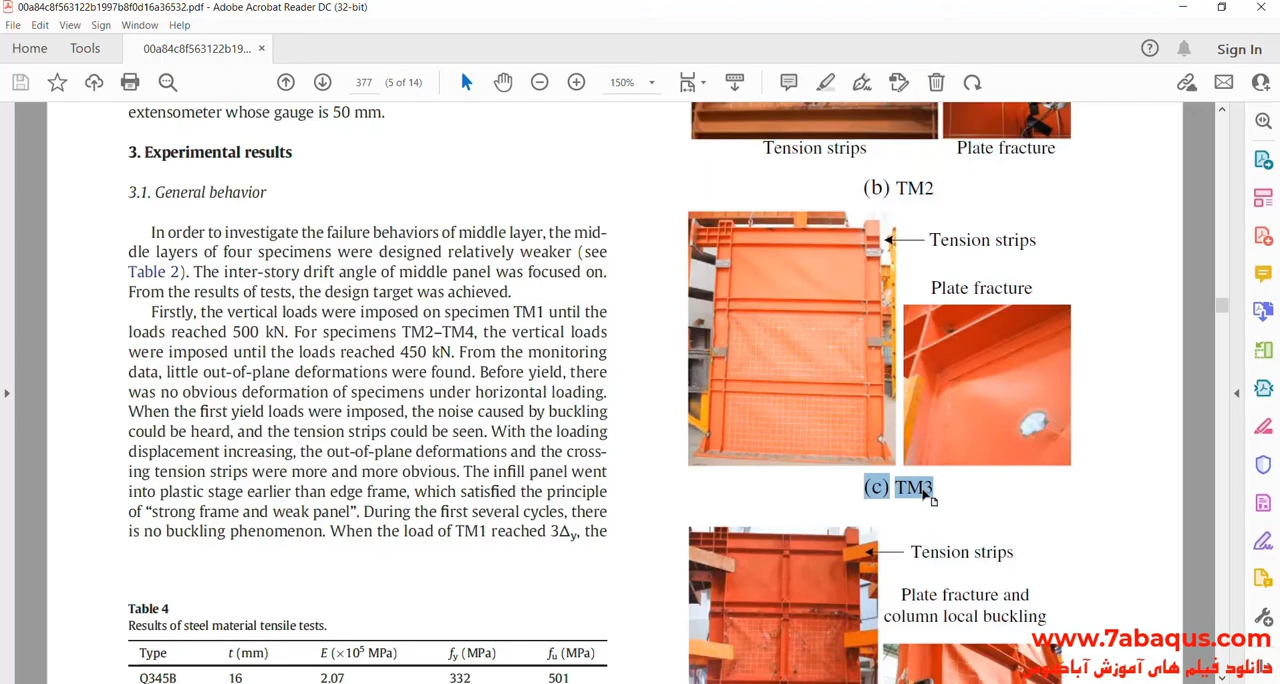 00a84c8f563122b1997b8f0d16a36532.pdf - Adobe Acrobat Reader DC (32-bit)
File Edit View Sign Window Help
Home Tools 00a84c8f563122b19... × Sign In
377 (5 of 14) 150%
extensometer whose gauge is 50 mm.
3. Experimental results
3.1. General behavior
In order to investigate the failure behaviors of middle layer, the mid-
dle layers of four specimens were designed relatively weaker (see
Table 2). The inter-story drift angle of middle panel was focused on.
From the results of tests, the design target was achieved.
Firstly, the vertical loads were imposed on specimen TM1 until the
loads reached 500 kN. For specimens TM2–TM4, the vertical loads
were imposed until the loads reached 450 kN. From the monitoring
data, little out-of-plane deformations were found. Before yield, there
was no obvious deformation of specimens under horizontal loading.
When the first yield loads were imposed, the noise caused by buckling
could be heard, and the tension strips could be seen. With the loading
displacement increasing, the out-of-plane deformations and the cross-
ing tension strips were more and more obvious. The infill panel went
into plastic stage earlier than edge frame, which satisfied the principle
of “strong frame and weak panel”. During the first several cycles, there
is no buckling phenomenon. When the load of TM1 reached 3Δy, the
Table 4
Results of steel material tensile tests.
Type t (mm) E (×10⁵ MPa) fy (MPa) fu (MPa)
Q345B 16 2.07 332 501
Tension strips Plate fracture
(b) TM2
Tension strips
Plate fracture
(c) TM3
Tension strips
Plate fracture and
column local buckling
www.7abaqus.com
دانلود فیلم های آموزش آباکوس